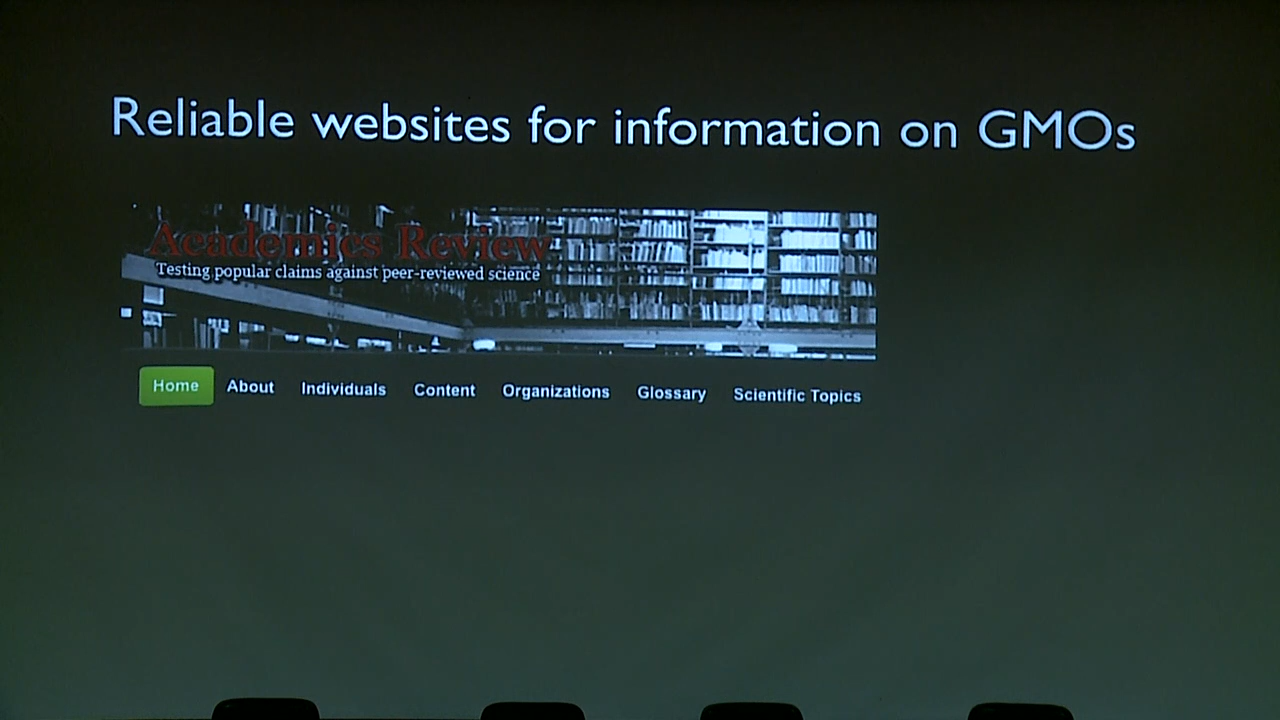 Reliable websites for information on GMOs
Academics Review
Testing popular claims against peer-reviewed science
Home About Individuals Content Organizations Glossary Scientific Topics